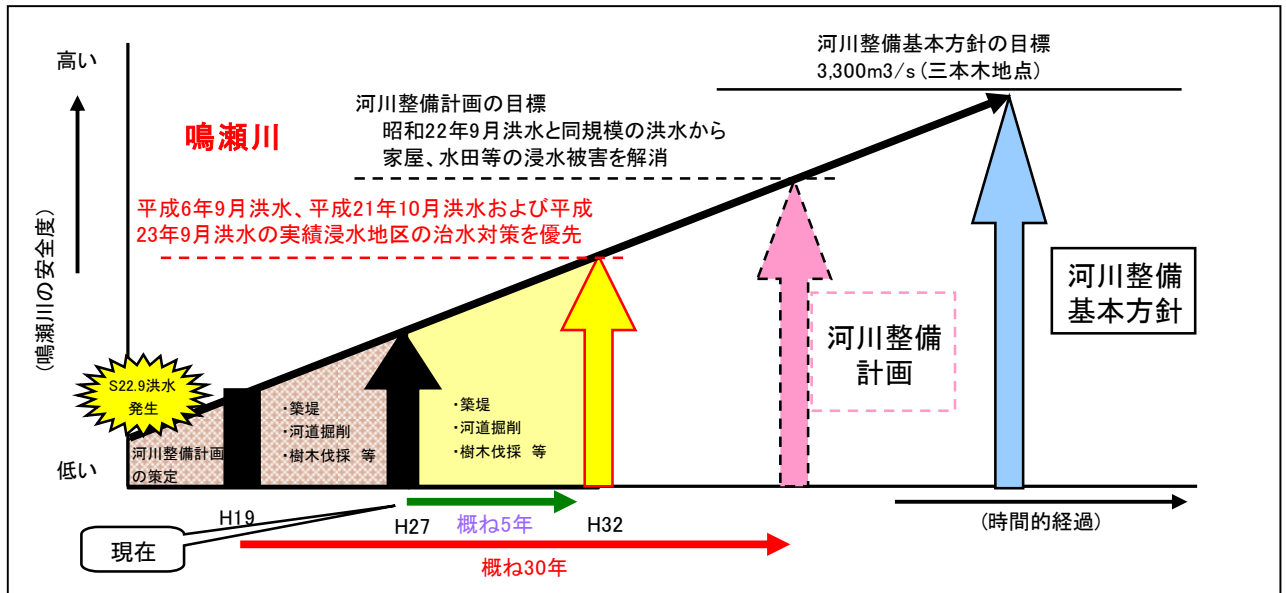 高い
河川整備基本方針の目標
3,300m3/s(三本木地点)
河川整備計画の目標
昭和22年9月洪水と同規模の洪水から
家屋、水田等の浸水被害を解消
鳴瀬川
平成6年9月洪水、平成21年10月洪水および平成
23年9月洪水の実績浸水地区の治水対策を優先
(鳴瀬川の安全度)
河川整備
基本方針
河川整備
計画
S22.9洪水
発生
・築堤
・河道掘削
・樹木伐採 等
・築堤
・河道掘削
・樹木伐採 等
河川整備計画
の策定
低い
H19
H27
概ね5年
H32
(時間的経過)
現在
概ね30年